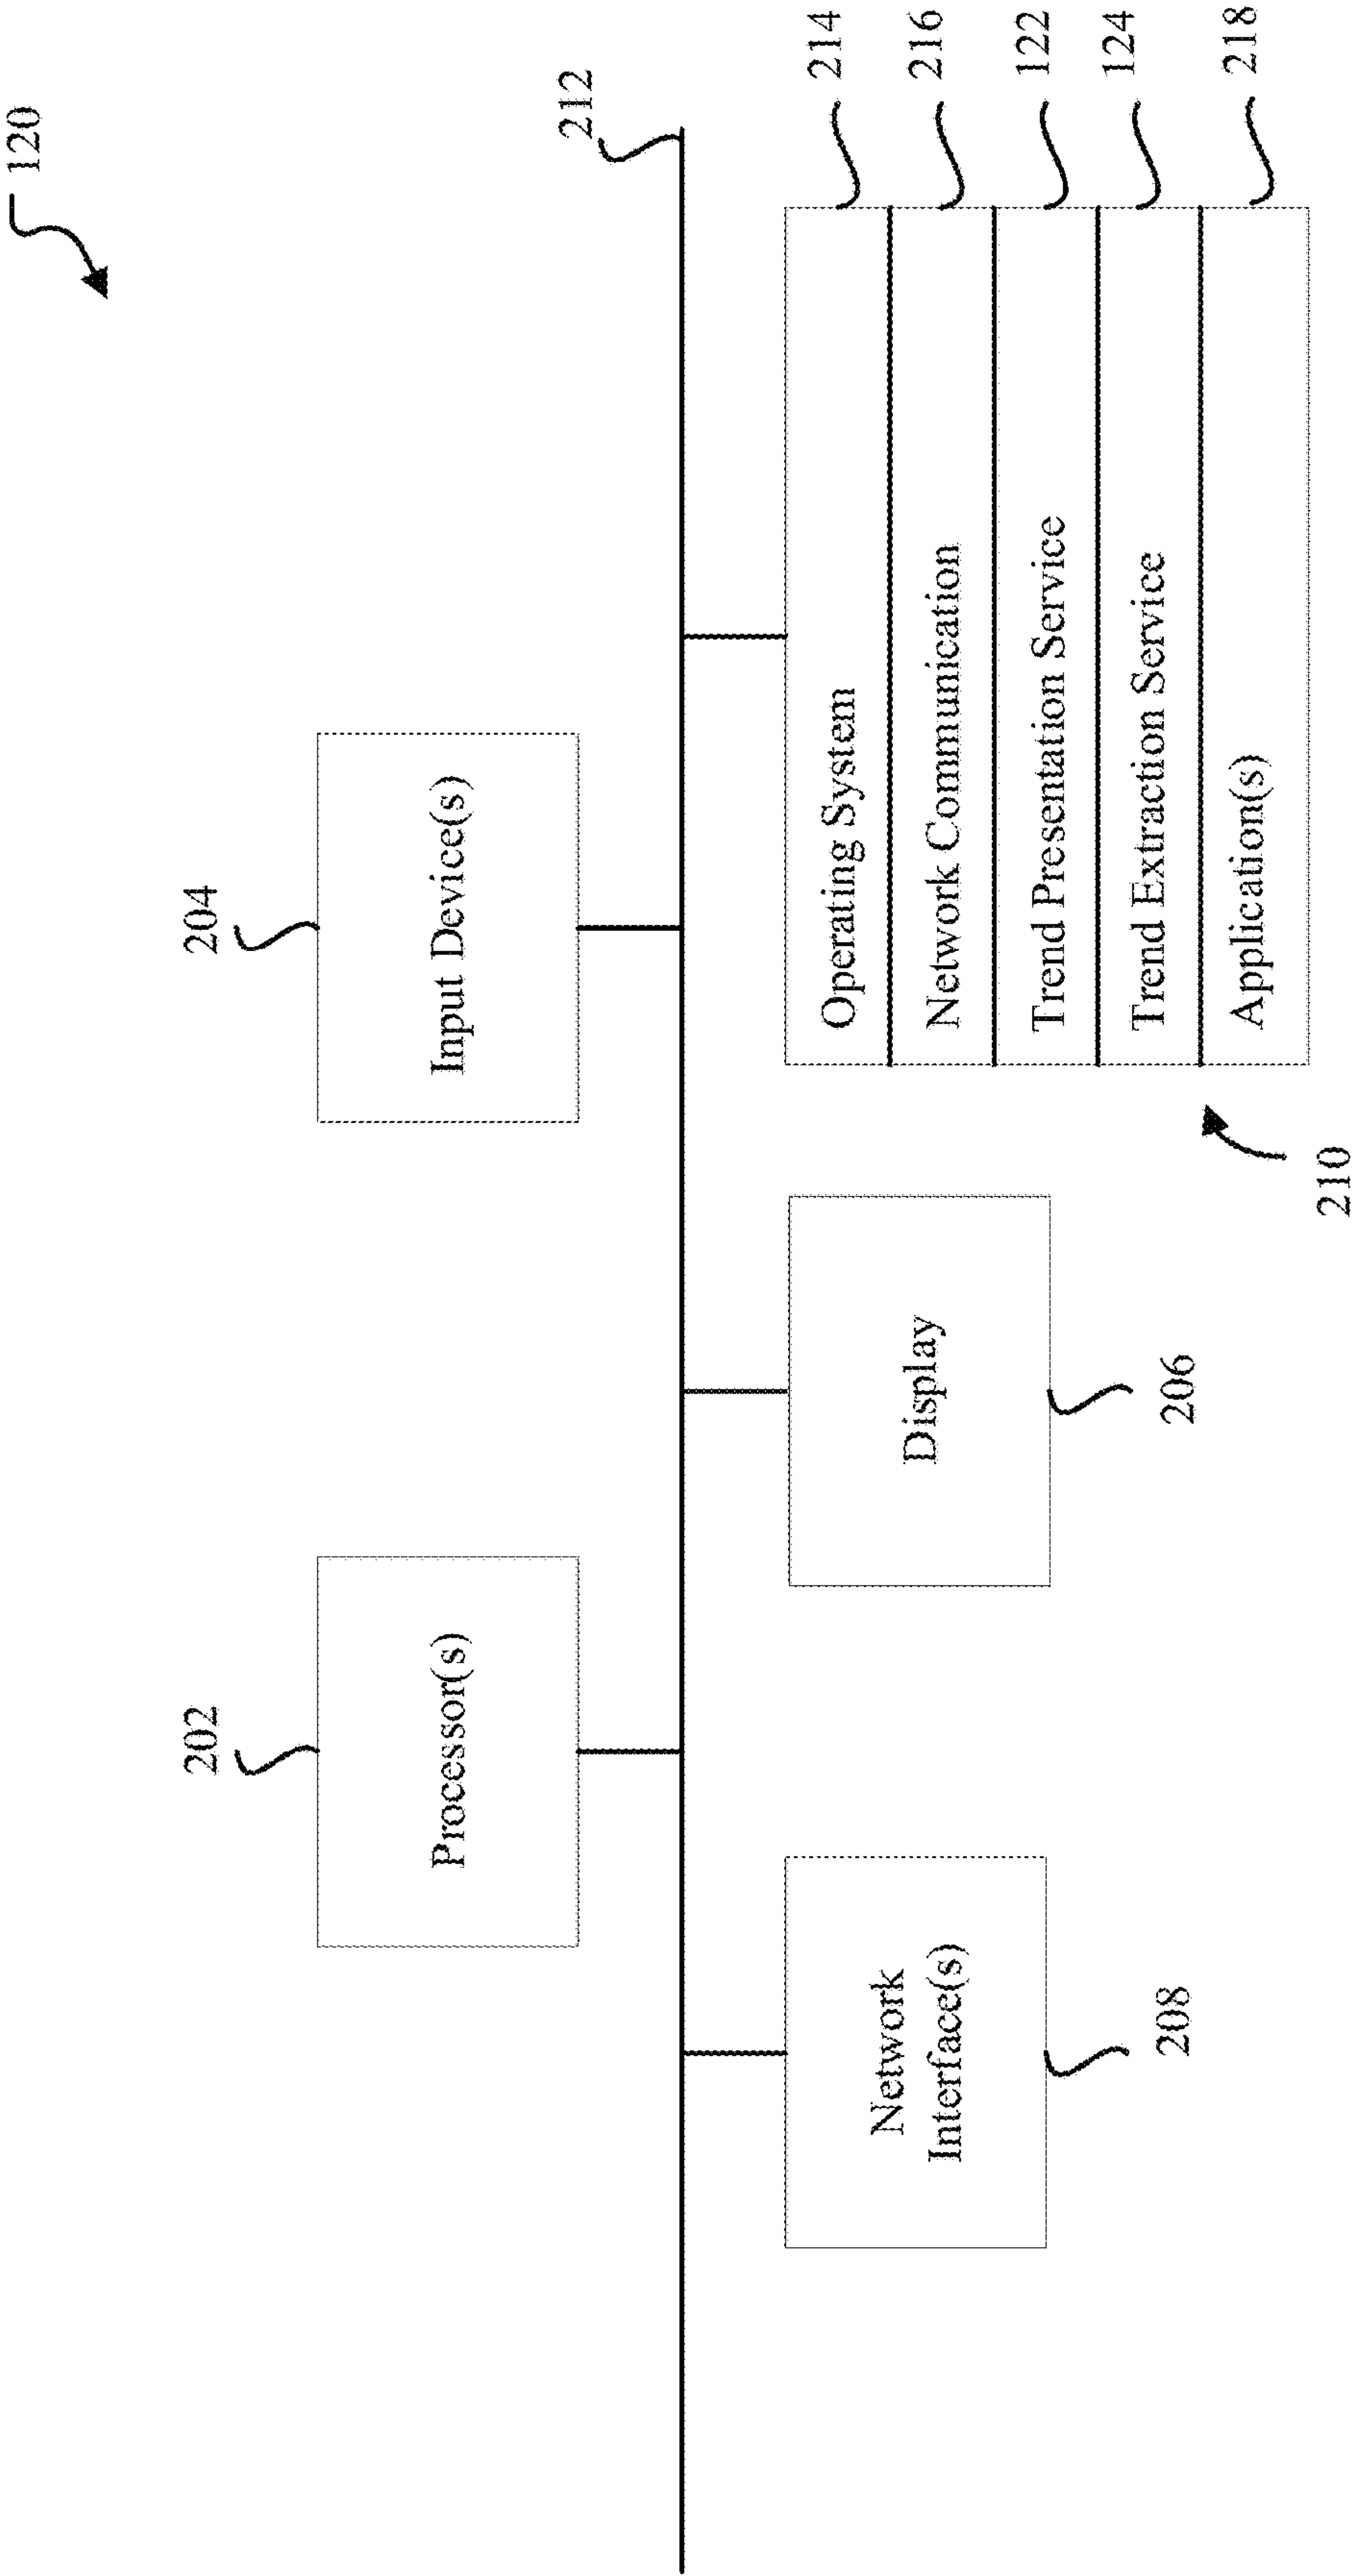 120
202
204
Processor(s)
Input Device(s)
212
Network
Interface(s)
Display
Operating System
214
Network Communication
216
Trend Presentation Service
122
Trend Extraction Service
124
Application(s)
218
208
206
210